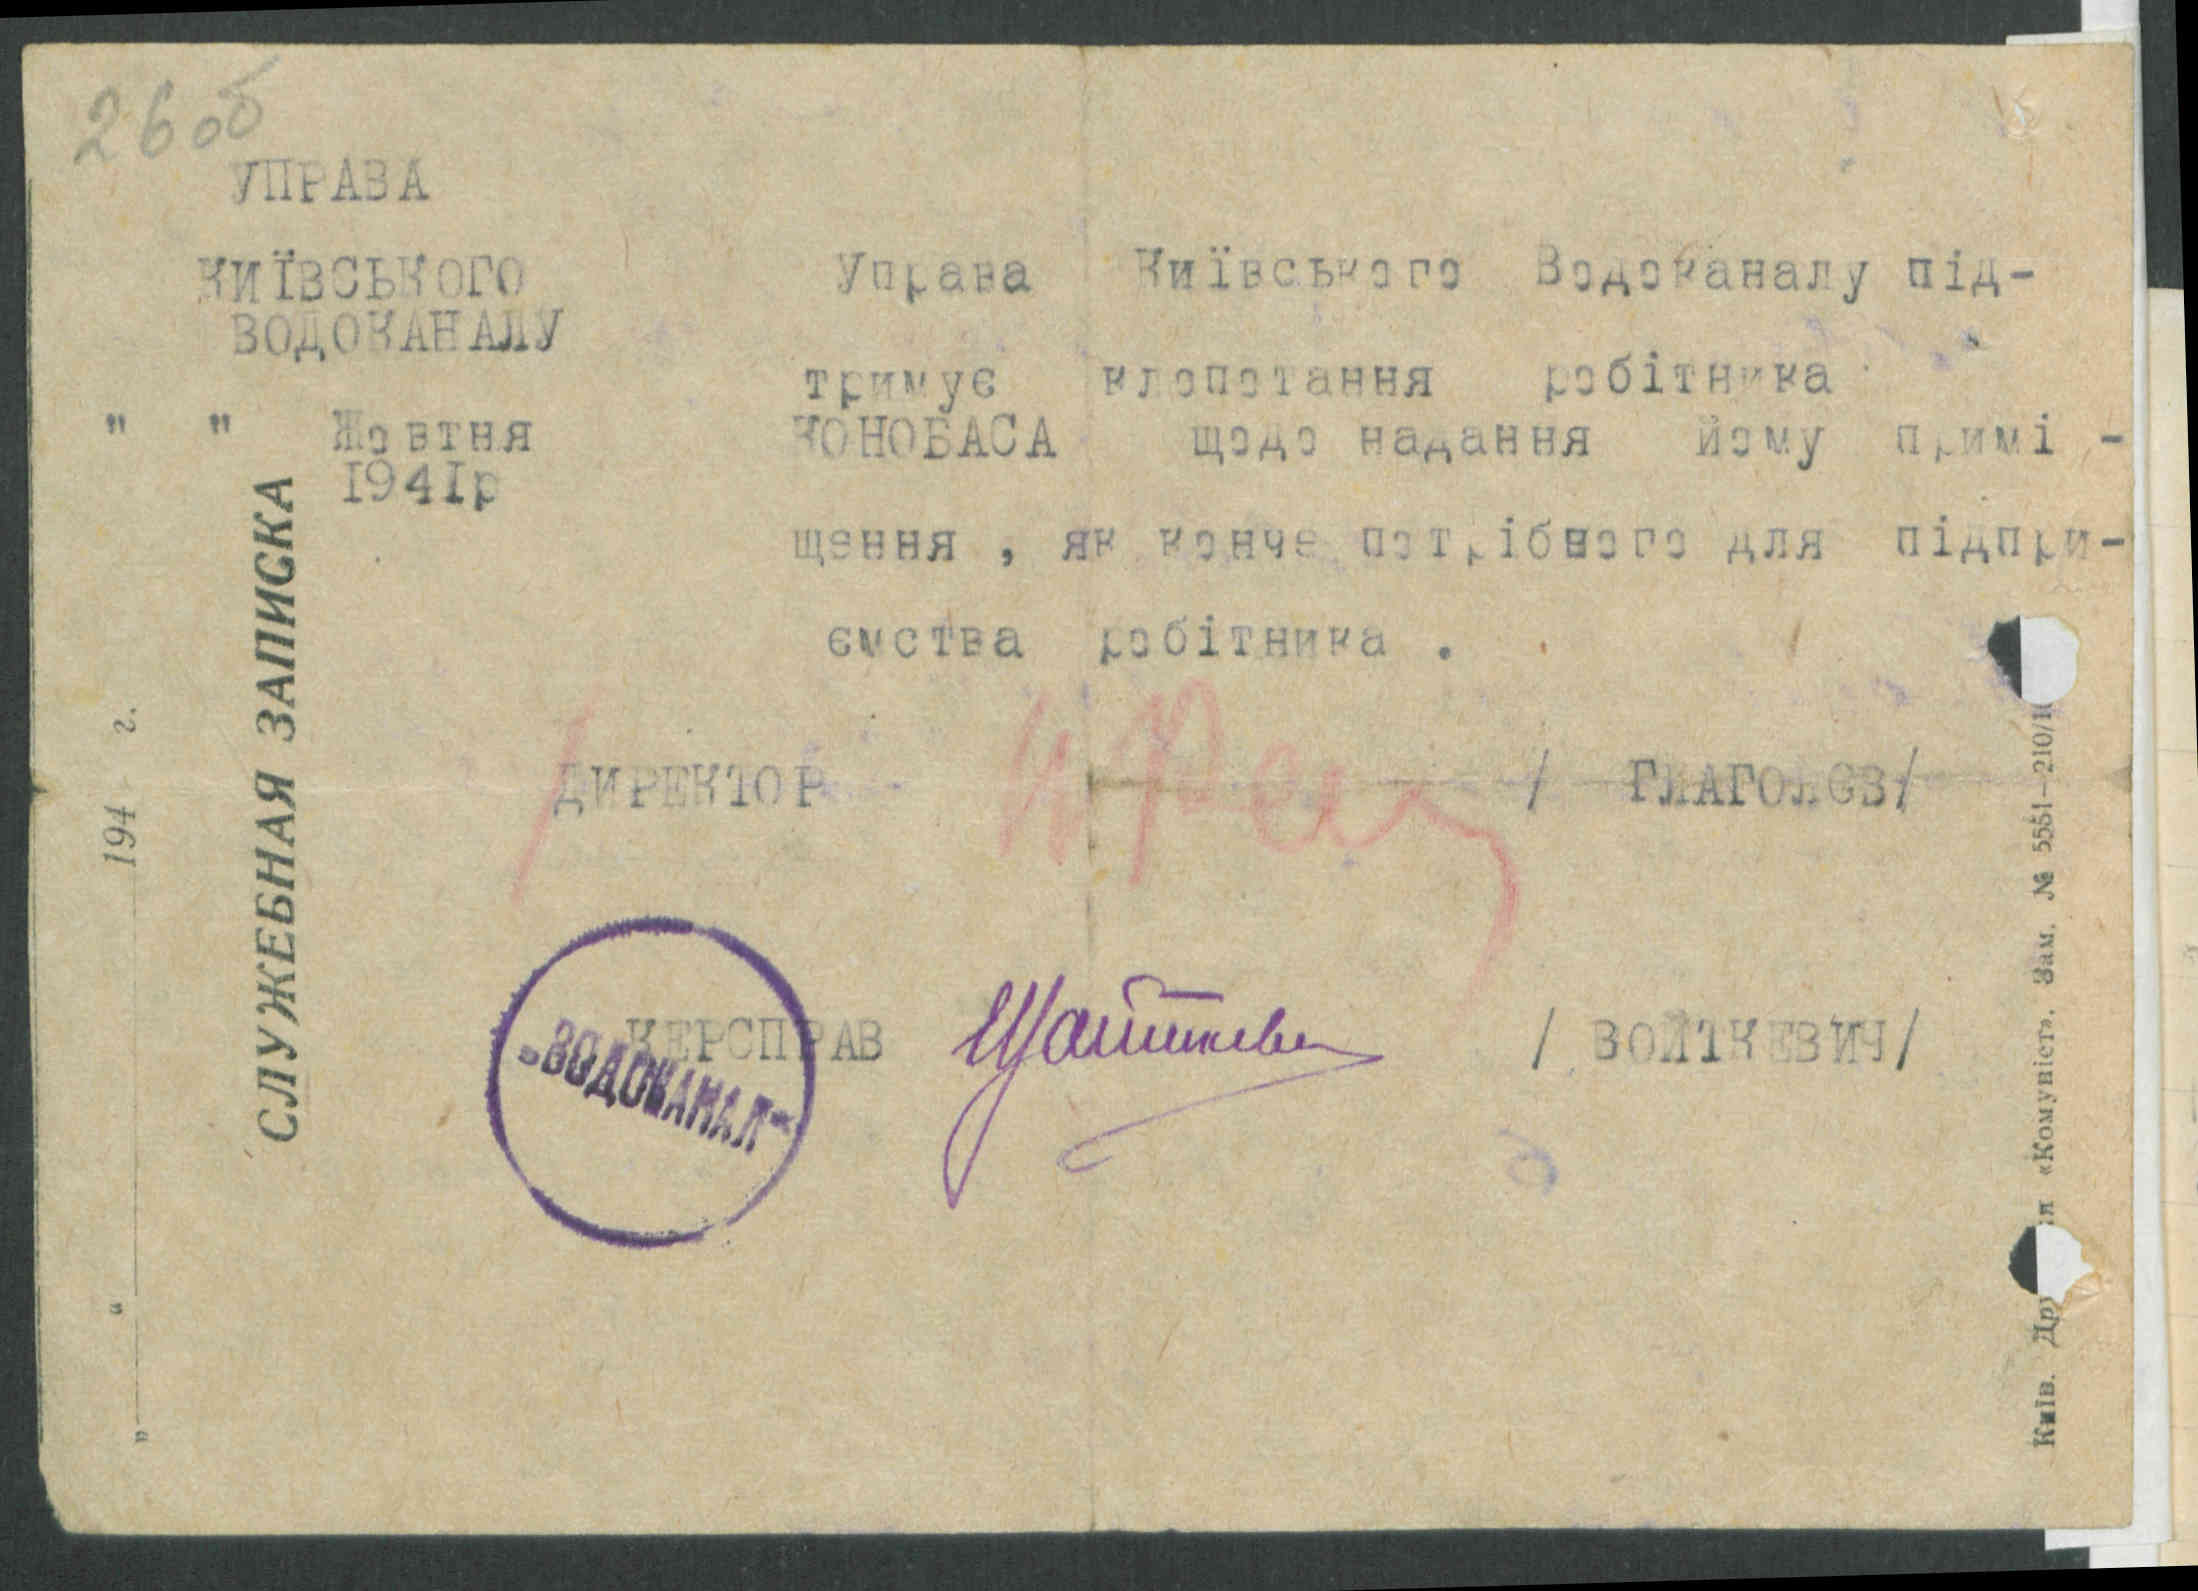 26об
УПРАВА
КИЇВСЬКОГО
ВОДОКАНАЛУ
" " Жовтня
1941р
Управа Київського Водоканалу під-
тримує клопотання робітника
КОНОБАСА щодо надання йому примі -
щення , як конче потрібного для підпри-
ємства робітника .
ДИРЕКТОР / ГЛАГОЛЄВ/
КЕРСПРАВ / ВОЙТКЕВИЧ/
"ВОДОКАНАЛ"
СЛУЖЕБНАЯ ЗАПИСКА
" " 194 г.
Київ. «Комуніст». Зам. № 5551—210/